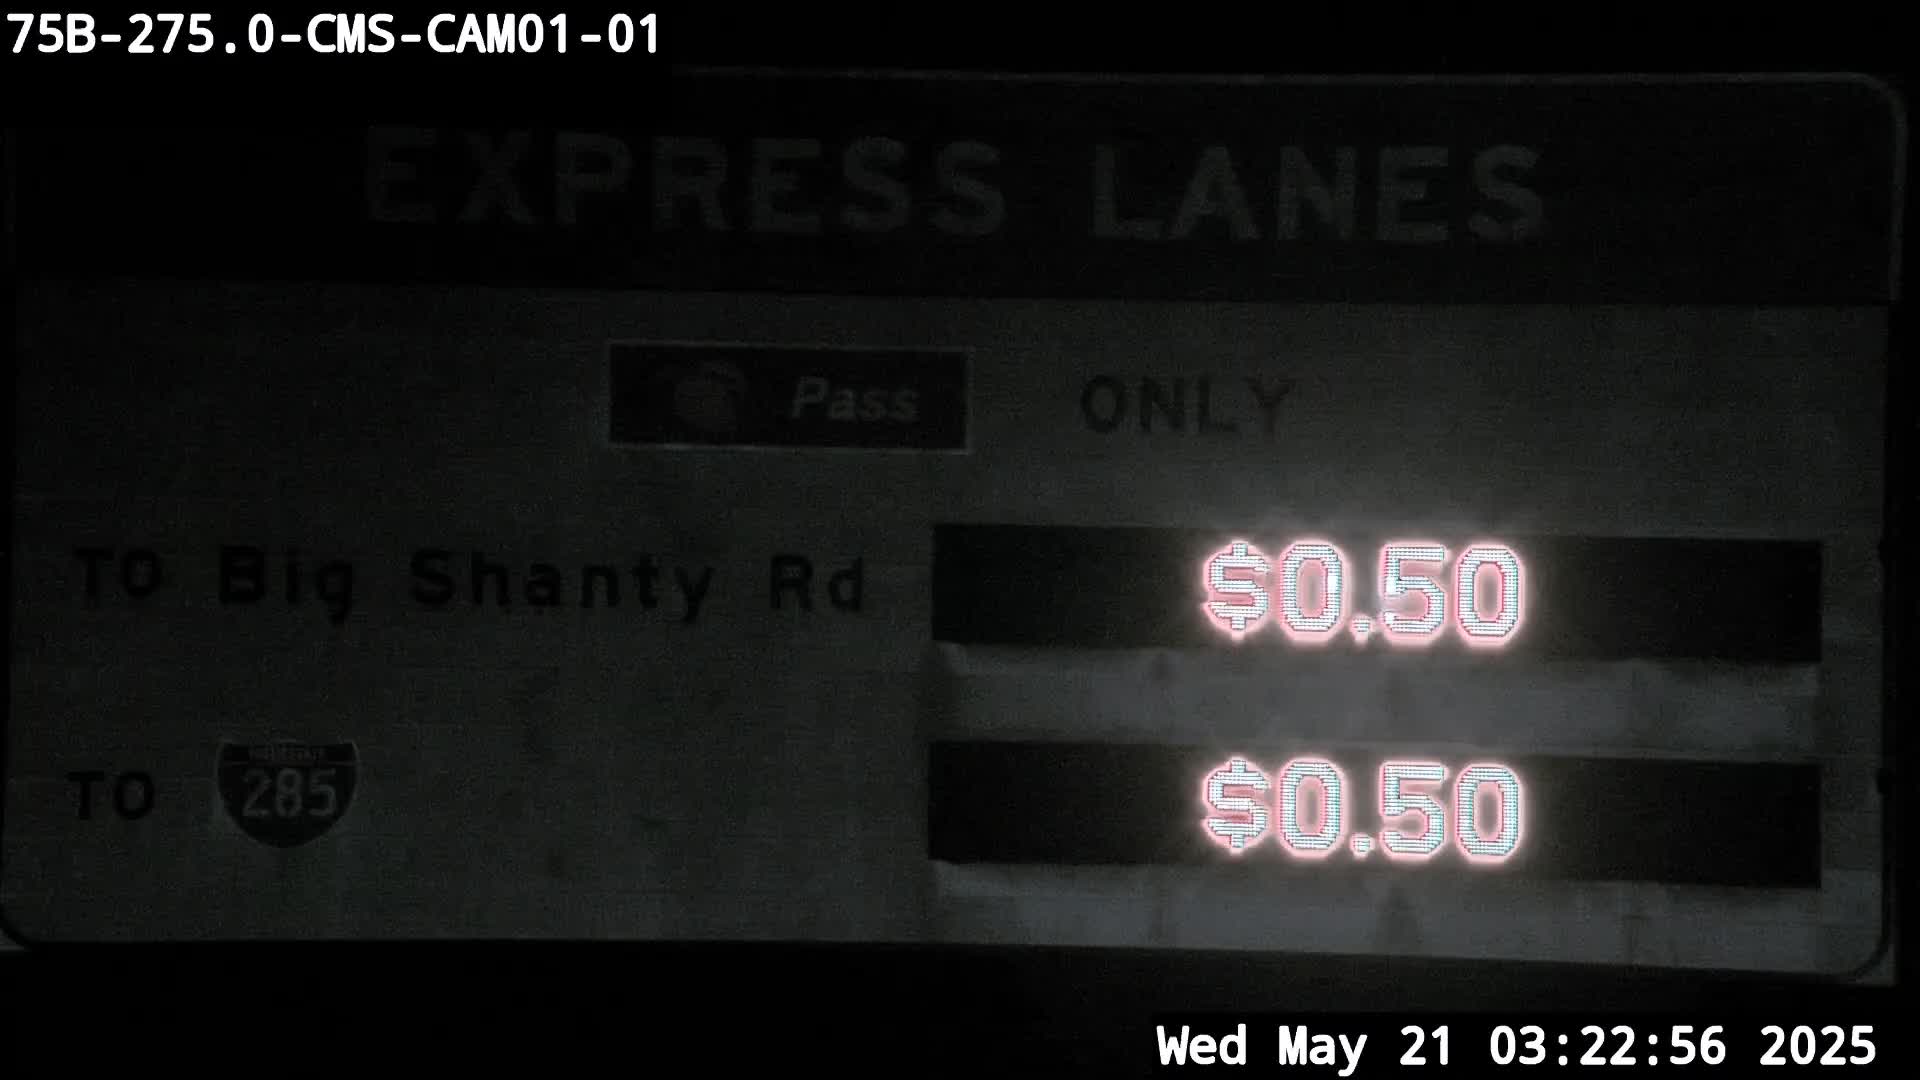 75B-275.0-CMS-CAM01-01
EXPRESS LANES
Pass ONLY
TO Big Shanty Rd $0.50
TO 285 $0.50
Wed May 21 03:22:56 2025